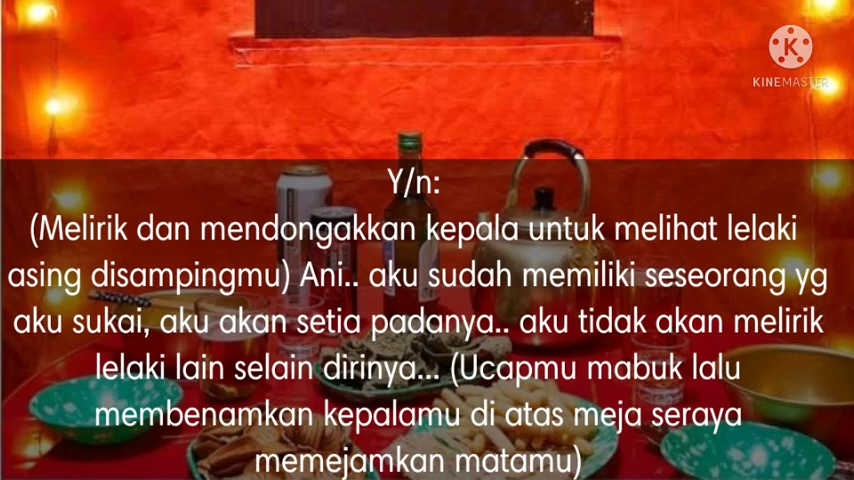 KINEMASTER
Y/n:
(Melirik dan mendongakkan kepala untuk melihat lelaki
asing disampingmu) Ani.. aku sudah memiliki seseorang yg
aku sukai, aku akan setia padanya.. aku tidak akan melirik
lelaki lain selain dirinya... (Ucapmu mabuk lalu
membenamkan kepalamu di atas meja seraya
memejamkan matamu)